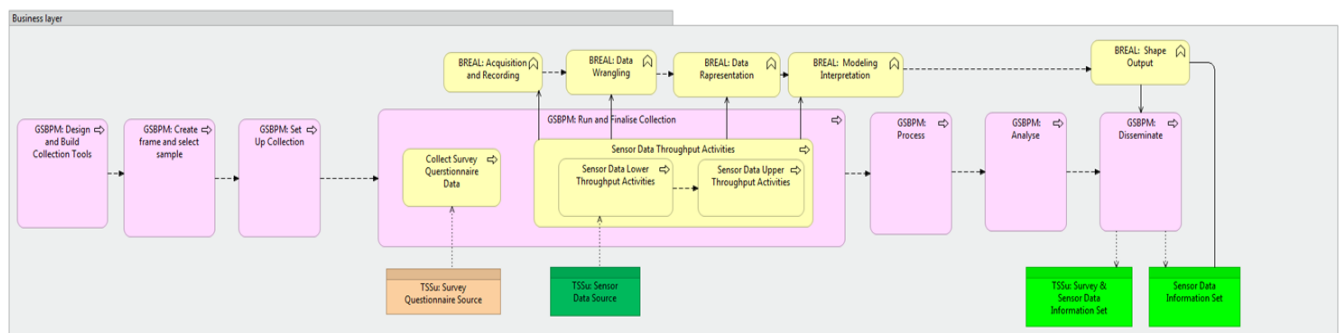 Business layer
BREAL: Acquisition
and Recording
BREAL: Data
Wrangling
BREAL: Data
Rapresentation
BREAL: Modeling
Interpretation
BREAL: Shape
Output
GSBPM: Design
and Build
Collection Tools
GSBPM: Create
frame and select
sample
GSBPM: Set
Up Collection
GSBPM: Run and Finalise Collection
Collect Survey
Questionnaire
Data
Sensor Data Throughput Activities
Sensor Data Lower
Throughput Activities
Sensor Data Upper
Throughput Activities
GSBPM:
Process
GSBPM:
Analyse
GSBPM:
Disseminate
TSSu: Survey
Questionnaire Source
TSSu: Sensor
Data Source
TSSu: Survey &
Sensor Data
Information Set
Sensor Data
Information Set